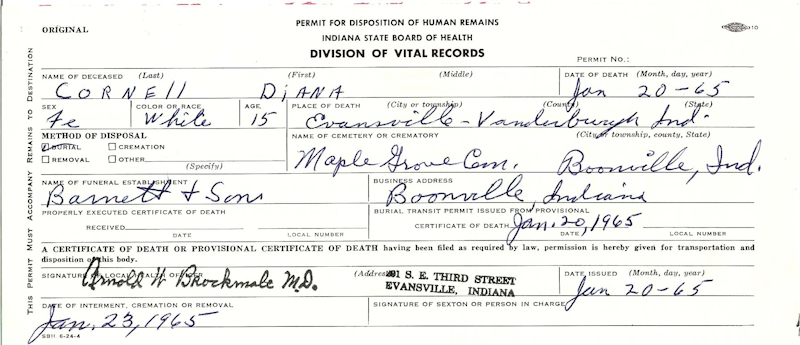 PERMIT FOR DISPOSITION OF HUMAN REMAINS
ORIGINAL
INDIANA STATE BOARD OF HEALTH
DIVISION OF VITAL RECORDS
PERMIT NO.:
NAME OF DECEASED (Last) (First) (Middle) DATE OF DEATH (Month, day, year)
CORNEll DiANA Jan 20-65
SEX COLOR OR RACE AGE PLACE OF DEATH (City or township) (County) (State)
Fe White 15 Evansville - Vanderburgh Ind.
METHOD OF DISPOSAL NAME OF CEMETERY OR CREMATORY (City or township, county, State)
BURIAL CREMATION
REMOVAL OTHER
(Specify)
Maple Grove Cem. Boonville, Ind.
NAME OF FUNERAL ESTABLISHMENT BUSINESS ADDRESS
Barnett & Sons Boonville, Indiana
PROPERLY EXECUTED CERTIFICATE OF DEATH BURIAL TRANSIT PERMIT ISSUED FROM PROVISIONAL
RECEIVED CERTIFICATE OF DEATH Jan. 20, 1965
DATE LOCAL NUMBER DATE LOCAL NUMBER
A CERTIFICATE OF DEATH OR PROVISIONAL CERTIFICATE OF DEATH having been filed as required by law, permission is hereby given for transportation and
disposition of this body.
SIGNATURE OF LOCAL HEALTH OFFICER (Address) DATE ISSUED (Month, day, year)
Arnold W Brockmole M.D. S. E. THIRD STREET
EVANSVILLE, INDIANA Jan 20-65
DATE OF INTERMENT, CREMATION OR REMOVAL SIGNATURE OF SEXTON OR PERSON IN CHARGE
Jan. 23, 1965
SBH 6-24-4
THIS PERMIT MUST ACCOMPANY REMAINS TO DESTINATION